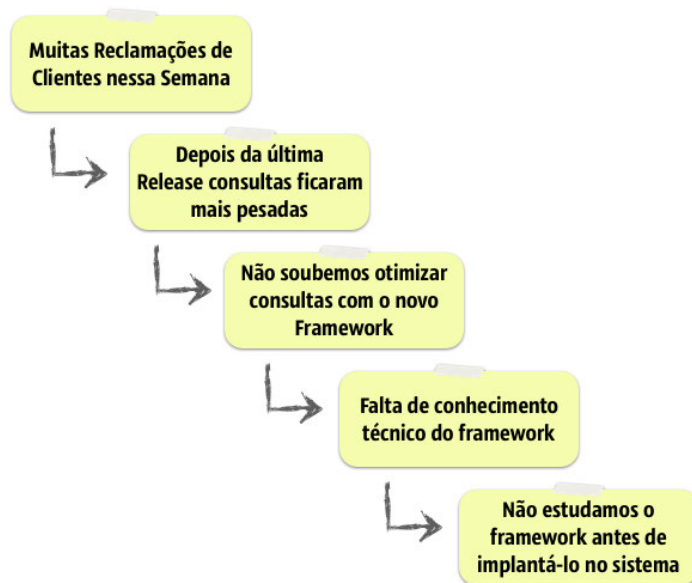 Muitas Reclamações de
Clientes nessa Semana
Depois da última
Release consultas ficaram
mais pesadas
Não soubemos otimizar
consultas com o novo
Framework
Falta de conhecimento
técnico do framework
Não estudamos o
framework antes de
implantá-lo no sistema